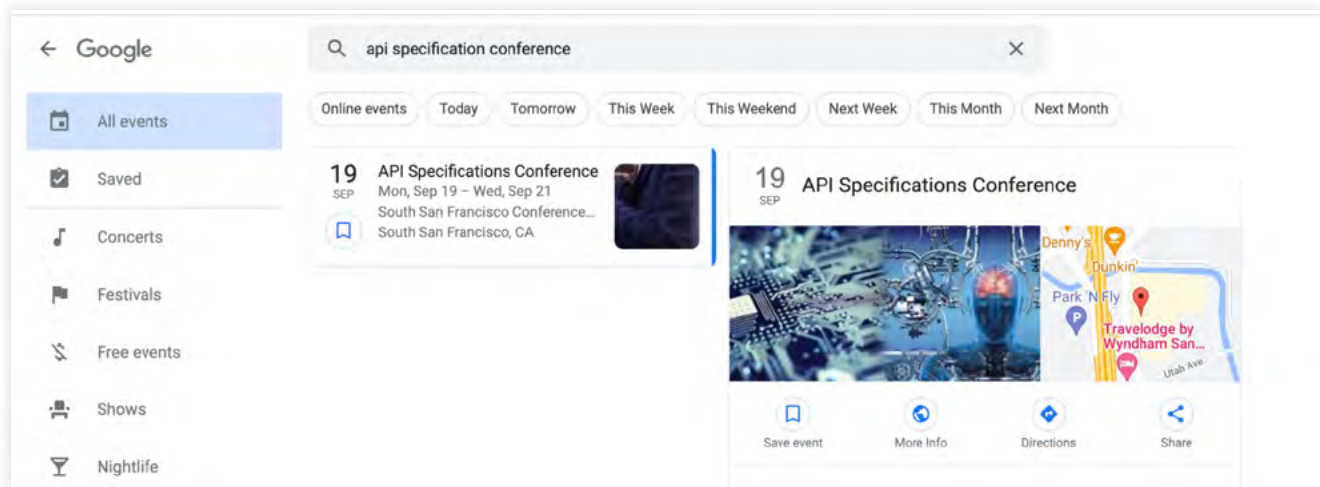 Google
api specification conference
All events
Saved
Concerts
Festivals
Free events
Shows
Nightlife
Online events
Today
Tomorrow
This Week
This Weekend
Next Week
This Month
Next Month
19
SEP
API Specifications Conference
Mon, Sep 19 – Wed, Sep 21
South San Francisco Conference...
South San Francisco, CA
19
SEP
API Specifications Conference
Denny's
Dunkin'
Park 'N Fly
P
Travelodge by
Wyndham San...
Utah Ave
Save event
More Info
Directions
Share